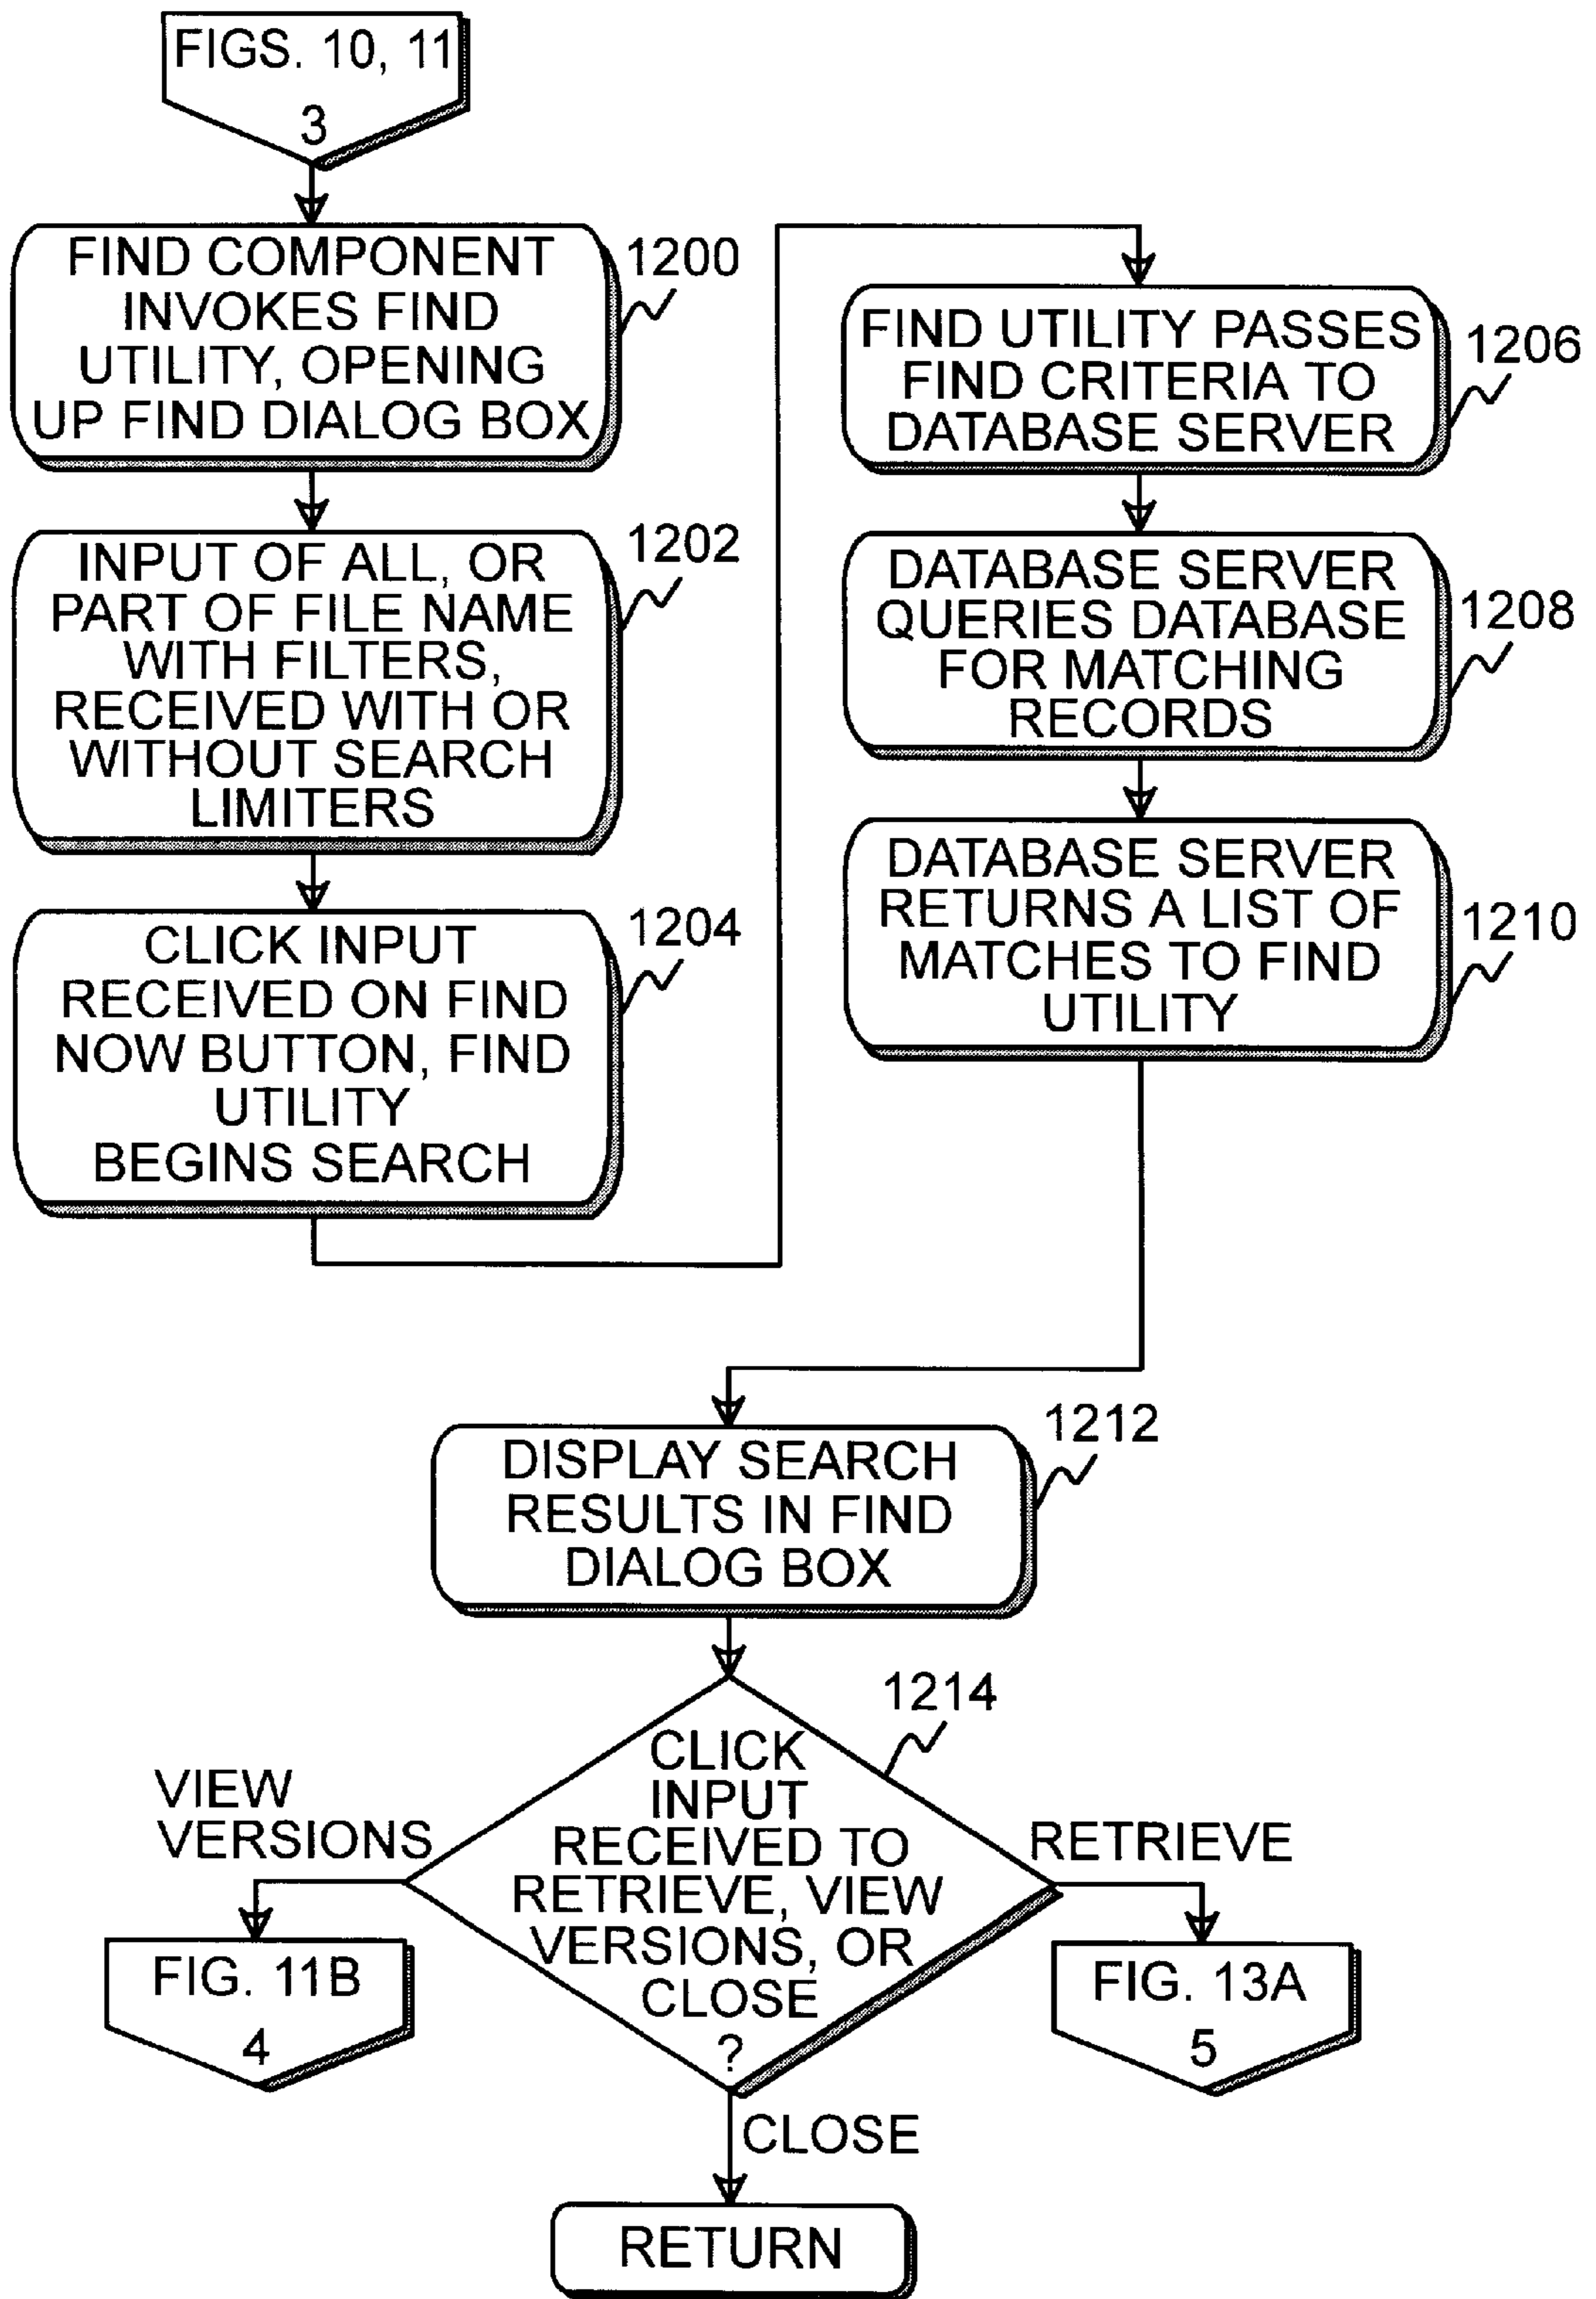 FIGS. 10, 11
3
FIND COMPONENT
INVOKES FIND
UTILITY, OPENING
UP FIND DIALOG BOX
1200
INPUT OF ALL, OR
PART OF FILE NAME
WITH FILTERS,
RECEIVED WITH OR
WITHOUT SEARCH
LIMITERS
1202
CLICK INPUT
RECEIVED ON FIND
NOW BUTTON, FIND
UTILITY
BEGINS SEARCH
1204
FIND UTILITY PASSES
FIND CRITERIA TO
DATABASE SERVER
1206
DATABASE SERVER
QUERIES DATABASE
FOR MATCHING
RECORDS
1208
DATABASE SERVER
RETURNS A LIST OF
MATCHES TO FIND
UTILITY
1210
DISPLAY SEARCH
RESULTS IN FIND
DIALOG BOX
1212
CLICK
INPUT
RECEIVED TO
RETRIEVE, VIEW
VERSIONS, OR
CLOSE
?
1214
VIEW
VERSIONS
FIG. 11B
4
RETRIEVE
FIG. 13A
5
CLOSE
RETURN